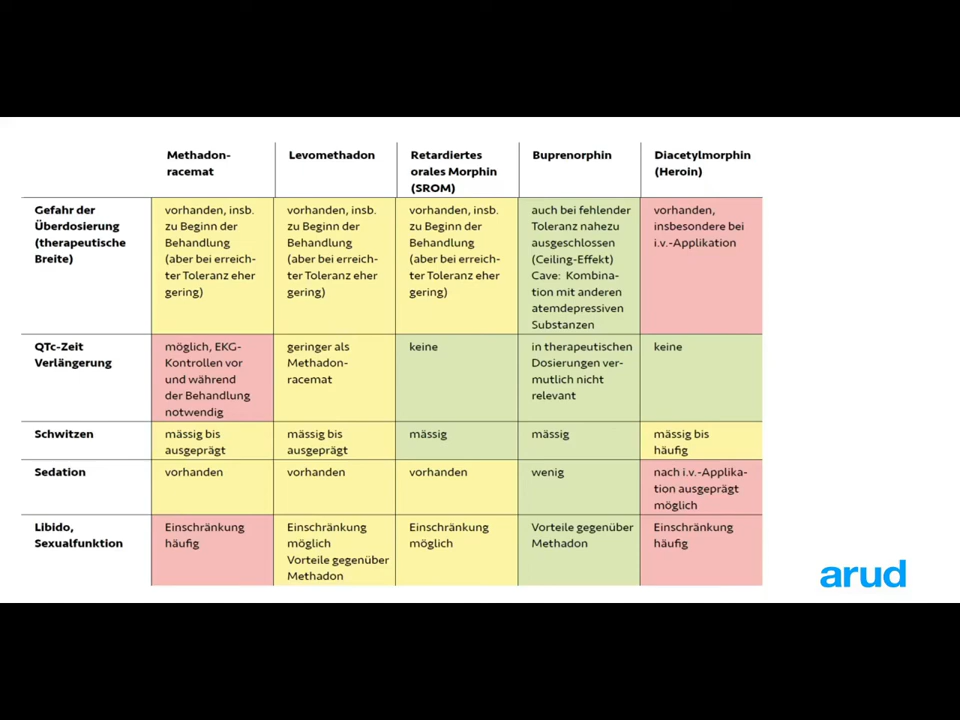 Methadon-
racemat
Levomethadon
Retardiertes
orales Morphin
(SROM)
Buprenorphin
Diacetylmorphin
(Heroin)
Gefahr der
Überdosierung
(therapeutische
Breite)
vorhanden, insb.
zu Beginn der
Behandlung
(aber bei erreich-
ter Toleranz eher
gering)
vorhanden, insb.
zu Beginn der
Behandlung
(aber bei erreich-
ter Toleranz eher
gering)
vorhanden, insb.
zu Beginn der
Behandlung
(aber bei erreich-
ter Toleranz eher
gering)
auch bei fehlender
Toleranz nahezu
ausgeschlossen
(Ceiling-Effekt)
Cave: Kombina-
tion mit anderen
atemdepressiven
Substanzen
vorhanden,
insbesondere bei
i.v.-Applikation
QTc-Zeit
Verlängerung
möglich, EKG-
Kontrollen vor
und während
der Behandlung
notwendig
geringer als
Methadon-
racemat
keine
in therapeutischen
Dosierungen ver-
mutlich nicht
relevant
keine
Schwitzen
mässig bis
ausgeprägt
mässig bis
ausgeprägt
mässig
mässig
mässig bis
häufig
Sedation
vorhanden
vorhanden
vorhanden
wenig
nach i.v.-Applika-
tion ausgeprägt
möglich
Libido,
Sexualfunktion
Einschränkung
häufig
Einschränkung
möglich
Vorteile gegenüber
Methadon
Einschränkung
möglich
Vorteile gegenüber
Methadon
Einschränkung
häufig
arud